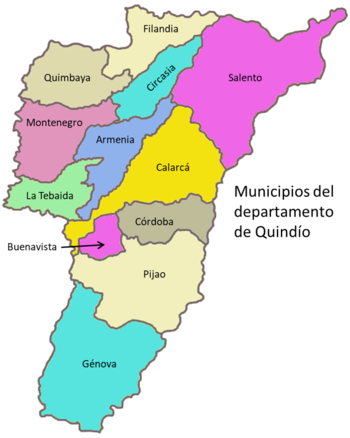 Filandia
Circasia
Salento
Quimbaya
Montenegro
Armenia
Calarcá
La Tebaida
Municipios del
departamento
de Quindío
Córdoba
Buenavista
Pijao
Génova